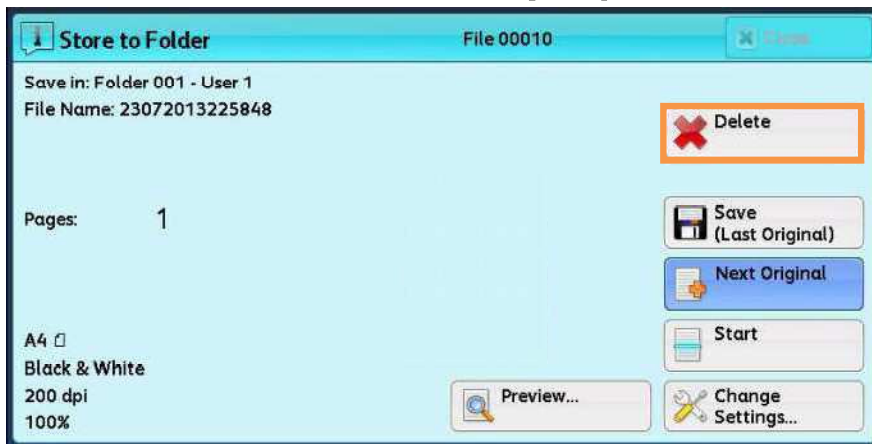 Store to Folder
File 00010
Close
Save in: Folder 001 - User 1
File Name: 23072013225848
Delete
Pages: 1
Save
(Last Original)
Next Original
Start
A4
Black & White
200 dpi
100%
Preview...
Change
Settings...